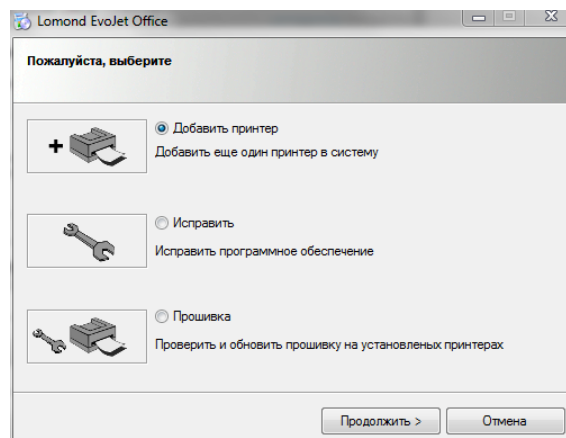 Lomond EvoJet Office
Пожалуйста, выберите
Добавить принтер
Добавить еще один принтер в систему
Исправить
Исправить программное обеспечение
Прошивка
Проверить и обновить прошивку на установленых принтерах
Продолжить >
Отмена